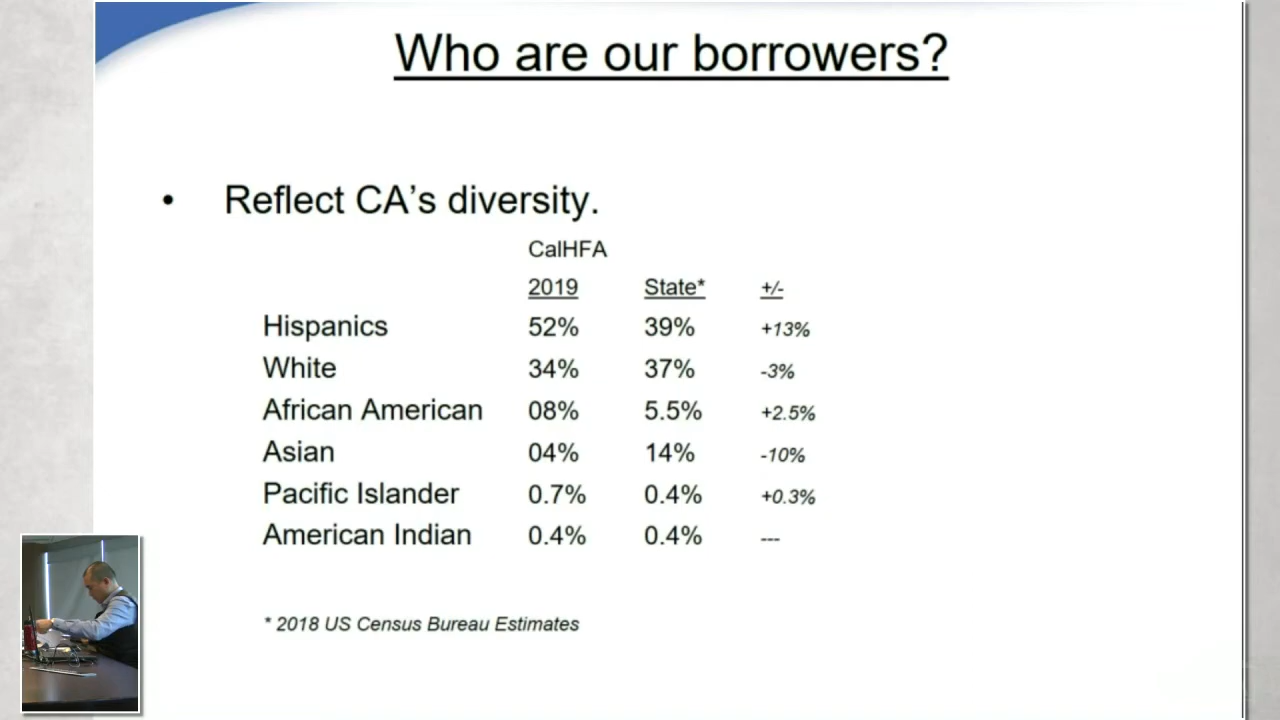 Who are our borrowers?
• Reflect CA's diversity.
CalHFA
2019 State* +/-
Hispanics 52% 39% +13%
White 34% 37% -3%
African American 08% 5.5% +2.5%
Asian 04% 14% -10%
Pacific Islander 0.7% 0.4% +0.3%
American Indian 0.4% 0.4% ---
* 2018 US Census Bureau Estimates